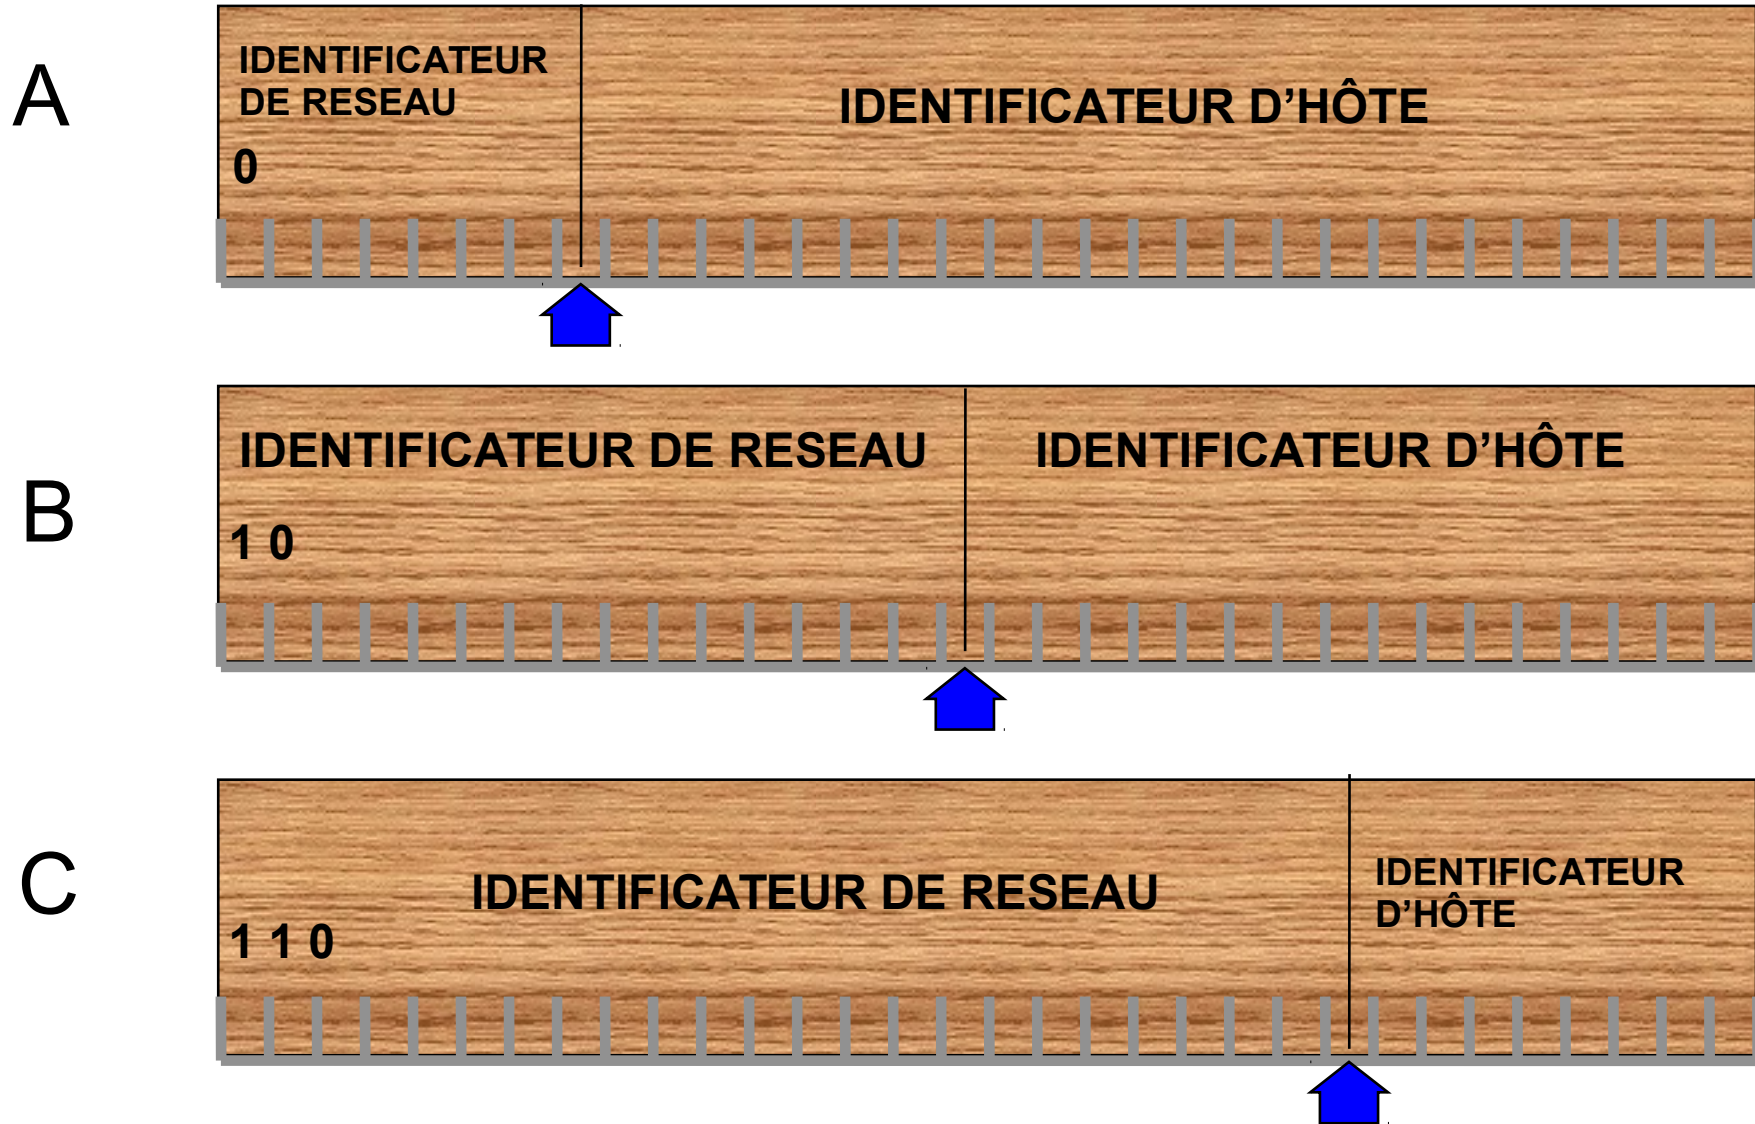 A
IDENTIFICATEUR
DE RESEAU
IDENTIFICATEUR D’HÔTE
0
B
IDENTIFICATEUR DE RESEAU
IDENTIFICATEUR D’HÔTE
1 0
C
IDENTIFICATEUR DE RESEAU
IDENTIFICATEUR
D’HÔTE
1 1 0